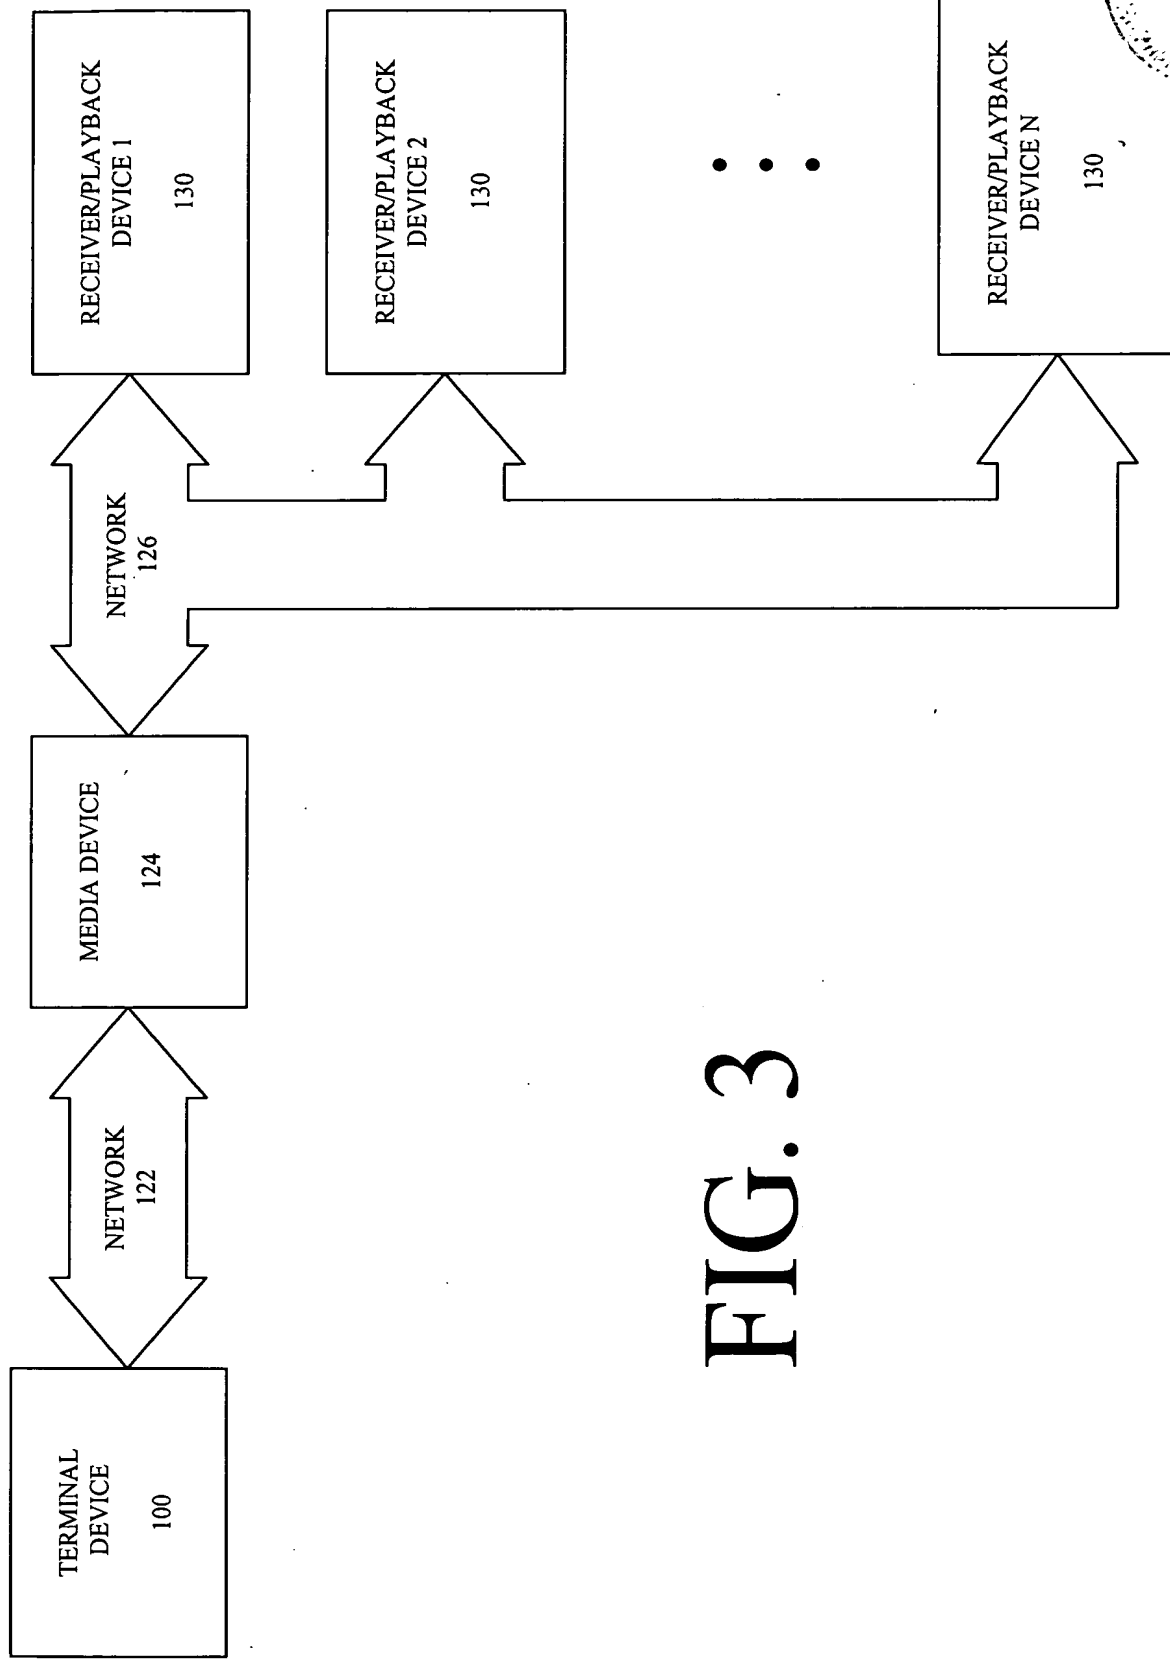 TERMINAL
DEVICE
100
NETWORK
122
MEDIA DEVICE
124
NETWORK
126
RECEIVER/PLAYBACK
DEVICE 1
130
RECEIVER/PLAYBACK
DEVICE 2
130
RECEIVER/PLAYBACK
DEVICE N
130
FIG. 3